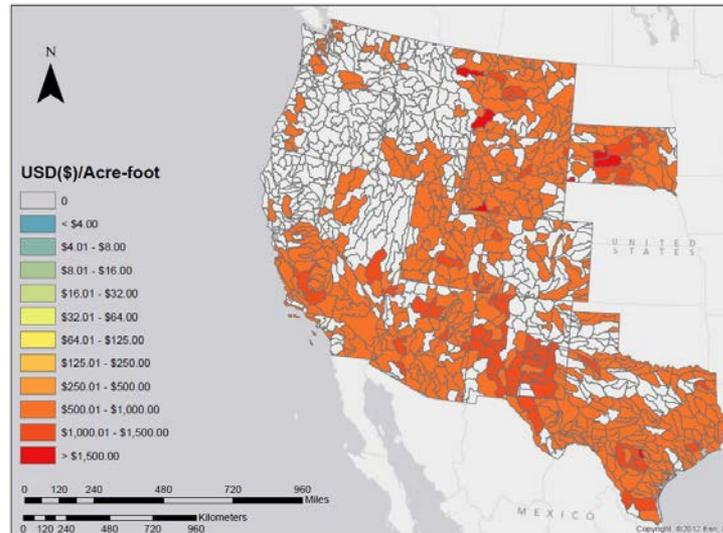 N
USD($)/Acre-foot
0
< $4.00
$4.01 - $8.00
$8.01 - $16.00
$16.01 - $32.00
$32.01 - $64.00
$64.01 - $125.00
$125.01 - $250.00
$250.01 - $500.00
$500.01 - $1,000.00
$1,000.01 - $1,500.00
> $1,500.00
0 120 240 480 720 960
Miles
Kilometers
0 120 240 480 720 960
UNITED
STATES
MEXICO
Copyright: ©2012 Esri,